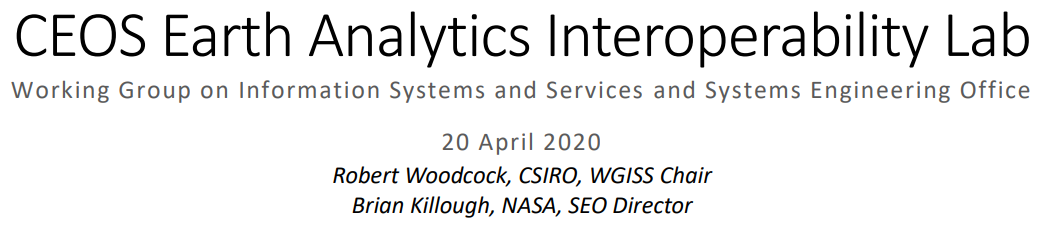 CEOS Earth Analytics Interoperability Lab
Working Group on Information Systems and Services and Systems Engineering Office
20 April 2020
Robert Woodcock, CSIRO, WGISS Chair
Brian Killough, NASA, SEO Director